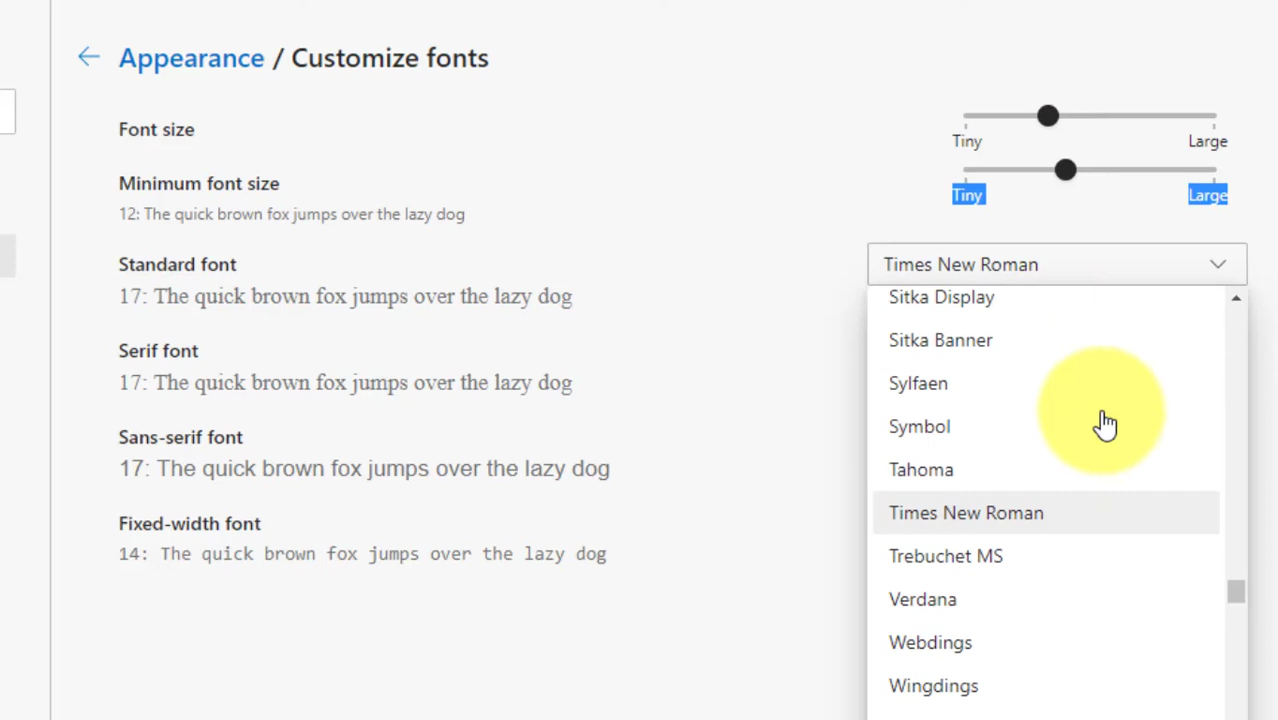 Appearance / Customize fonts
Font size
Tiny Large
Minimum font size
12: The quick brown fox jumps over the lazy dog
Tiny Large
Standard font
17: The quick brown fox jumps over the lazy dog
Times New Roman
Serif font
17: The quick brown fox jumps over the lazy dog
Sans-serif font
17: The quick brown fox jumps over the lazy dog
Fixed-width font
14: The quick brown fox jumps over the lazy dog
Sitka Display
Sitka Banner
Sylfaen
Symbol
Tahoma
Times New Roman
Trebuchet MS
Verdana
Webdings
Wingdings